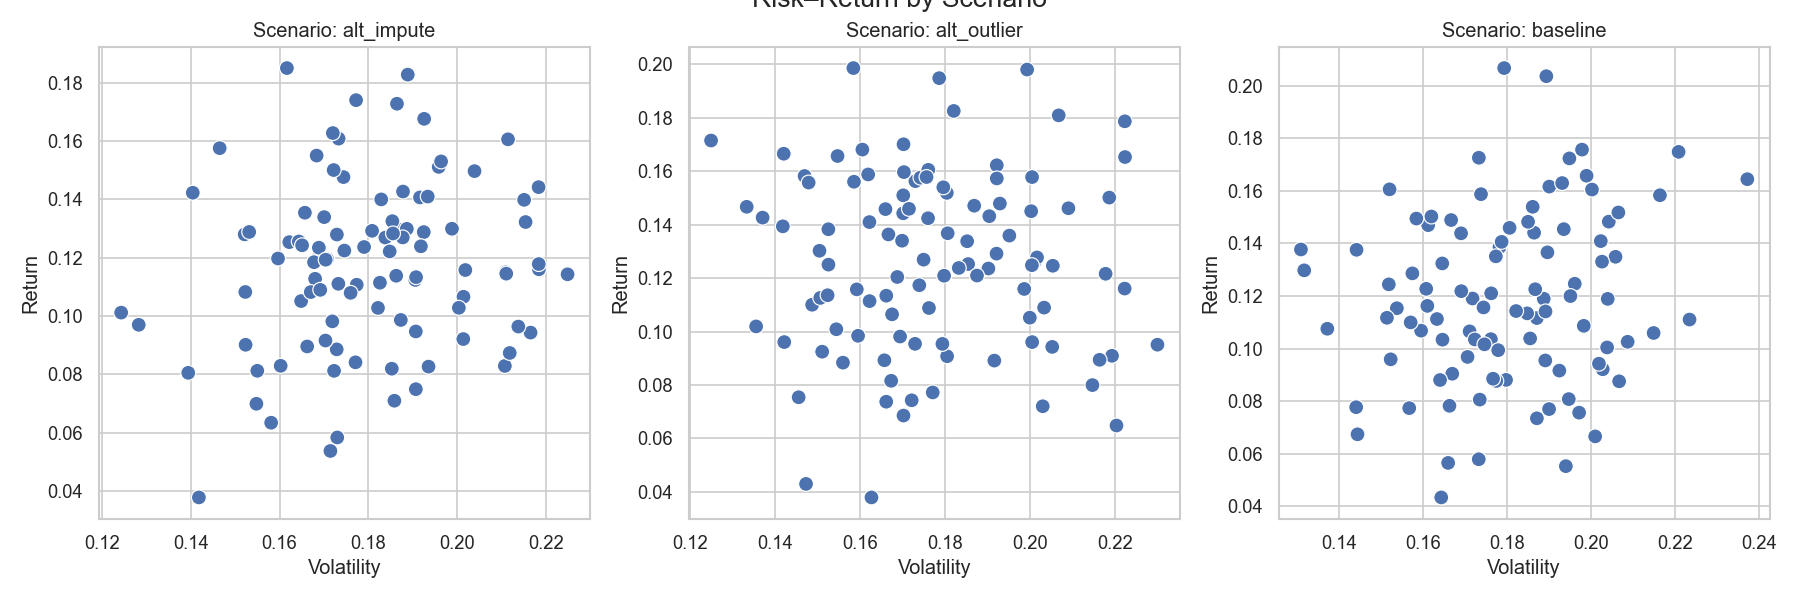 Risk–Return by Scenario
Scenario: alt_impute
Scenario: alt_outlier
Scenario: baseline
Return
0.18
0.16
0.14
0.12
0.10
0.08
0.06
0.04
0.12 0.14 0.16 0.18 0.20 0.22
Volatility
Return
0.20
0.18
0.16
0.14
0.12
0.10
0.08
0.06
0.04
0.12 0.14 0.16 0.18 0.20 0.22
Volatility
Return
0.20
0.18
0.16
0.14
0.12
0.10
0.08
0.06
0.04
0.14 0.16 0.18 0.20 0.22 0.24
Volatility